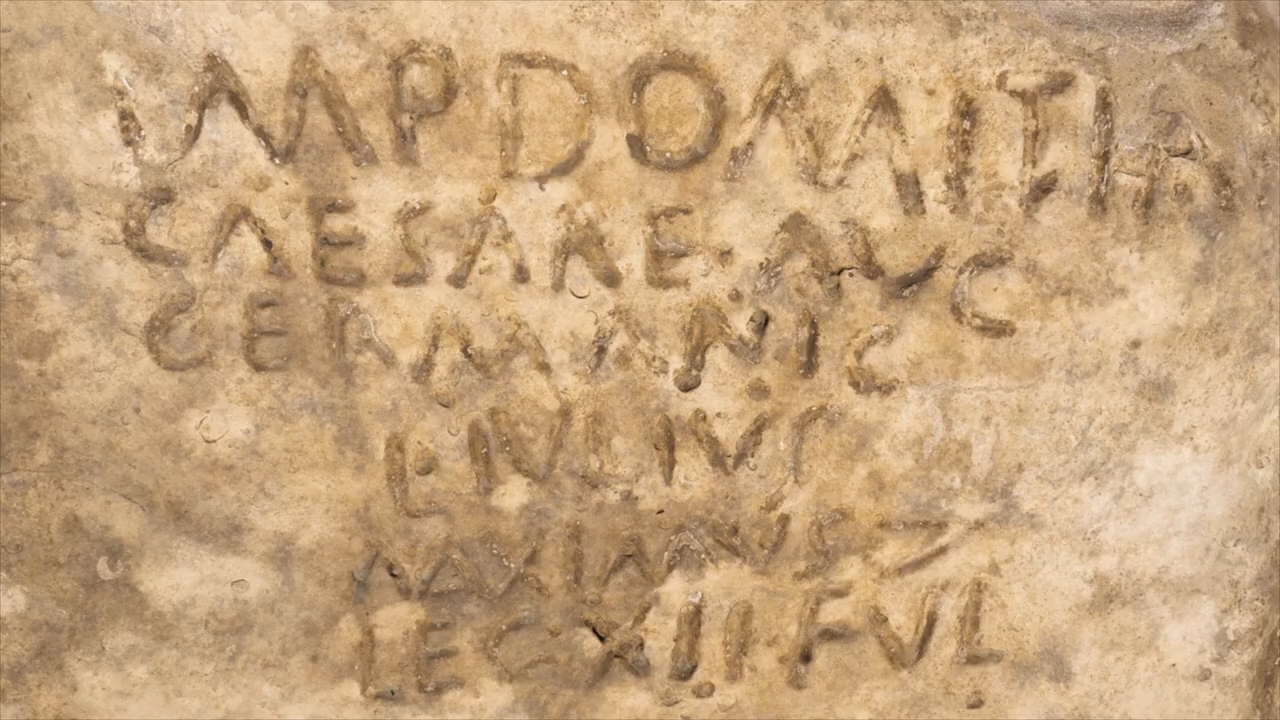 IMP DOMITIA
CAESARE·AVG
GERMANIC
L·IVLIVS
MAXIMVS
LEG XII FVL